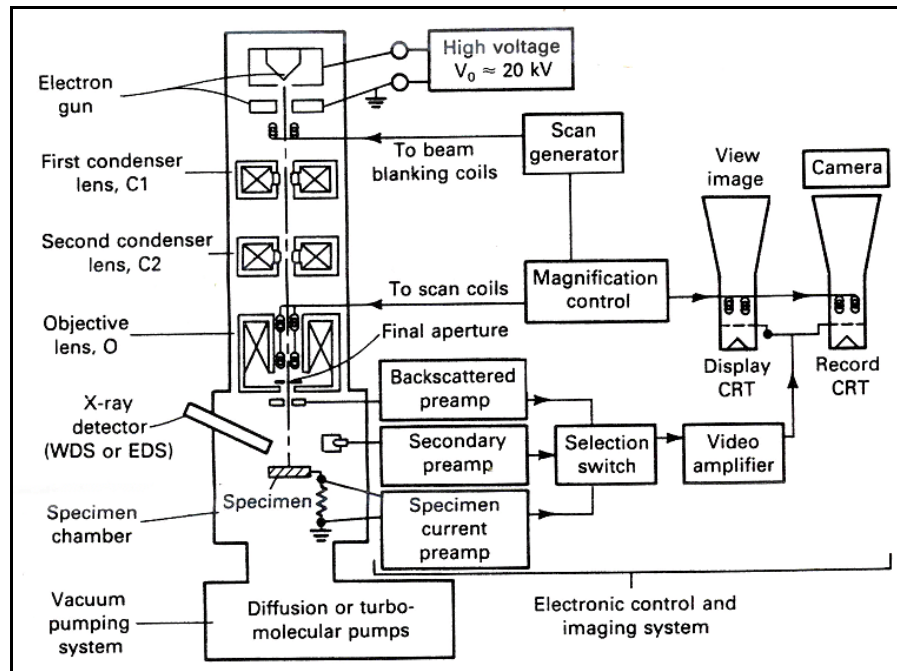 High voltage
V₀ ≈ 20 kV
Electron
gun
Scan
generator
To beam
blanking coils
View
image
Camera
First condenser
lens, C1
Second condenser
lens, C2
To scan coils
Magnification
control
Objective
lens, O
Final aperture
Display
CRT
Record
CRT
Backscattered
preamp
X-ray
detector
(WDS or EDS)
Secondary
preamp
Selection
switch
Video
amplifier
Specimen
Specimen
current
preamp
Specimen
chamber
Vacuum
pumping
system
Diffusion or turbo-
molecular pumps
Electronic control and
imaging system